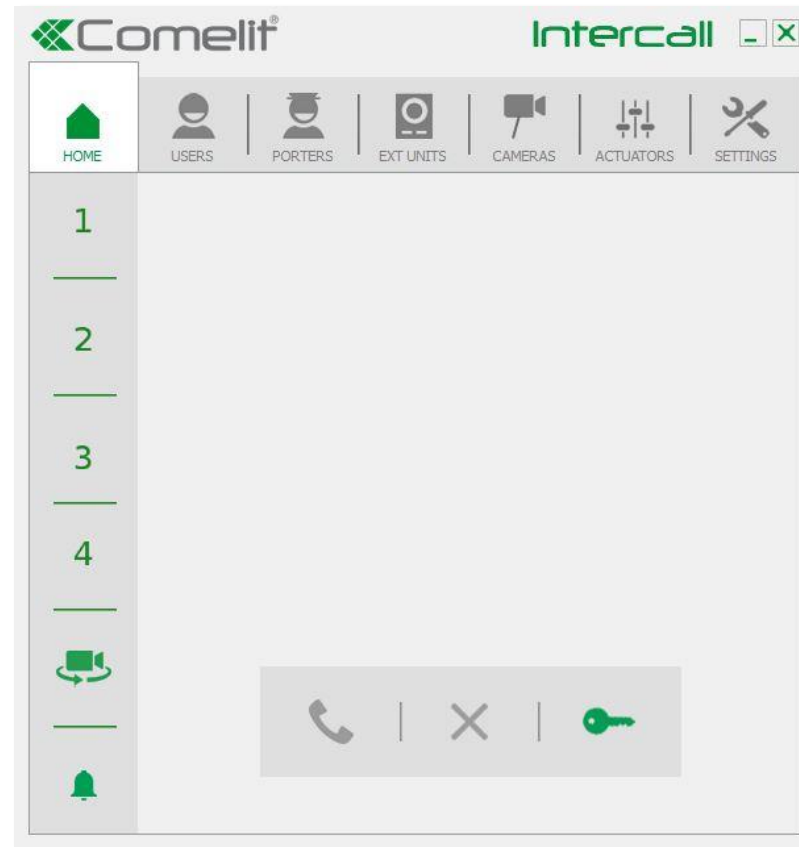 Comelit®
Intercall
HOME
USERS
PORTERS
EXT UNITS
CAMERAS
ACTUATORS
SETTINGS
1
2
3
4